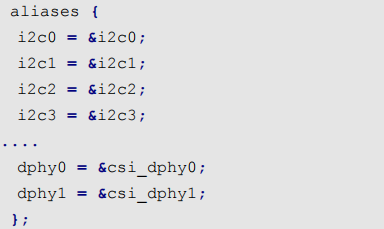 aliases {
i2c0 = &i2c0;
i2c1 = &i2c1;
i2c2 = &i2c2;
i2c3 = &i2c3;
....
dphy0 = &csi_dphy0;
dphy1 = &csi_dphy1;
};